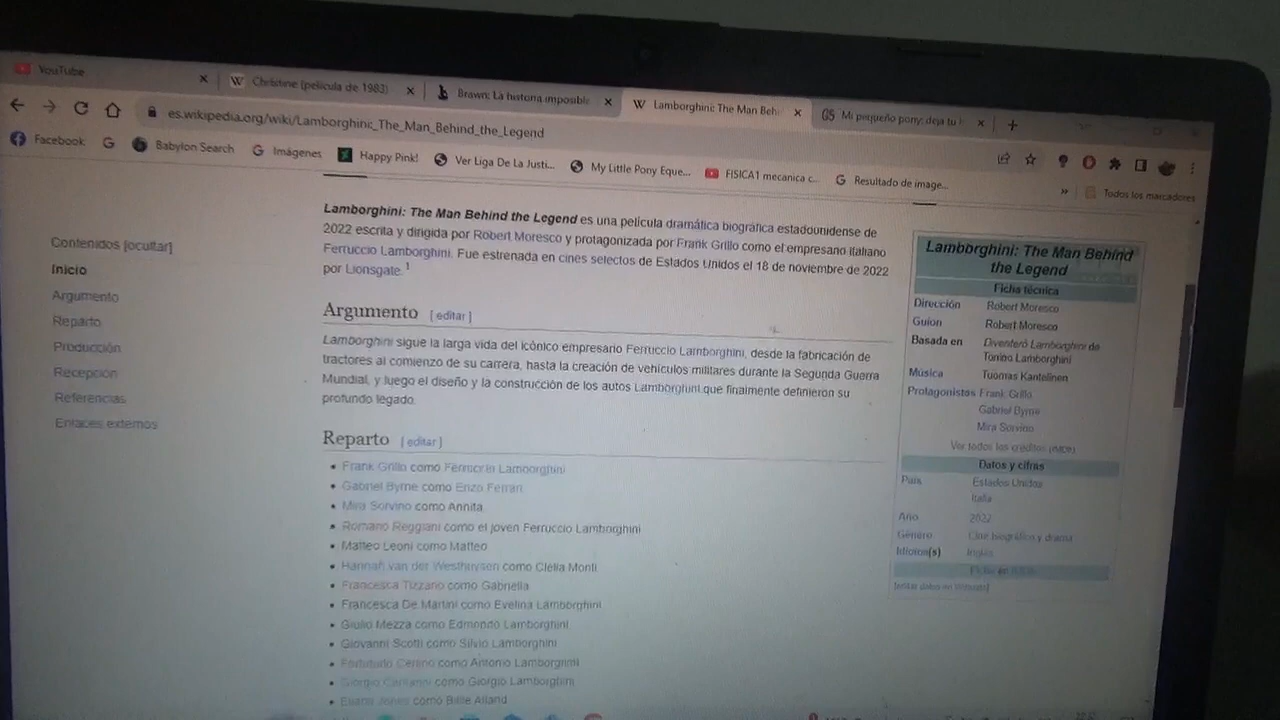 YouTube
Christine (película de 1983)
Brawn: La historia imposible
Lamborghini: The Man Behi
Mi pequeño pony: deja tu h
es.wikipedia.org/wiki/Lamborghini:_The_Man_Behind_the_Legend
Facebook
Babylon Search
Imágenes
Happy Pink!
Ver Liga De La Justi...
My Little Pony Eque...
FISICA1 mecanica c...
Resultado de image...
»
Todos los marcadores
Contenidos [ocultar]
Inicio
Argumento
Reparto
Producción
Recepción
Referencias
Enlaces externos
Lamborghini: The Man Behind the Legend es una película dramática biográfica estadounidense de
2022 escrita y dirigida por Robert Moresco y protagonizada por Frank Grillo como el empresario italiano
Ferruccio Lamborghini. Fue estrenada en cines selectos de Estados Unidos el 18 de noviembre de 2022
por Lionsgate.1
Argumento [ editar ]
Lamborghini sigue la larga vida del icónico empresario Ferruccio Lamborghini, desde la fabricación de
tractores al comienzo de su carrera, hasta la creación de vehículos militares durante la Segunda Guerra
Mundial, y luego el diseño y la construcción de los autos Lamborghini que finalmente definieron su
profundo legado.
Reparto [ editar ]
• Frank Grillo como Ferruccio Lamborghini
• Gabriel Byrne como Enzo Ferrari
• Mira Sorvino como Annita
• Romano Reggiani como el joven Ferruccio Lamborghini
• Matteo Leoni como Matteo
• Hannah van der Westhuysen como Clelia Monti
• Francesca Tizzano como Gabriella
• Francesca De Martini como Evelina Lamborghini
• Giulio Mezza como Edmondo Lamborghini
• Giovanni Scotti como Silvio Lamborghini
• Fortunato Cerlino como Antonio Lamborghini
• Giorgio Cantarini como Giorgio Lamborghini
• Eliana Jones como Billie Alland
Lamborghini: The Man Behind
the Legend
Ficha técnica
Dirección Robert Moresco
Guion Robert Moresco
Basada en Diventerò Lamborghini de
Tonino Lamborghini
Música Tuomas Kantelinen
Protagonistas Frank Grillo
Gabriel Byrne
Mira Sorvino
Ver todos los créditos (IMDb)
Datos y cifras
País Estados Unidos
Italia
Año 2022
Género Cine biográfico y drama
Idioma(s) Inglés
[editar datos en Wikidata]